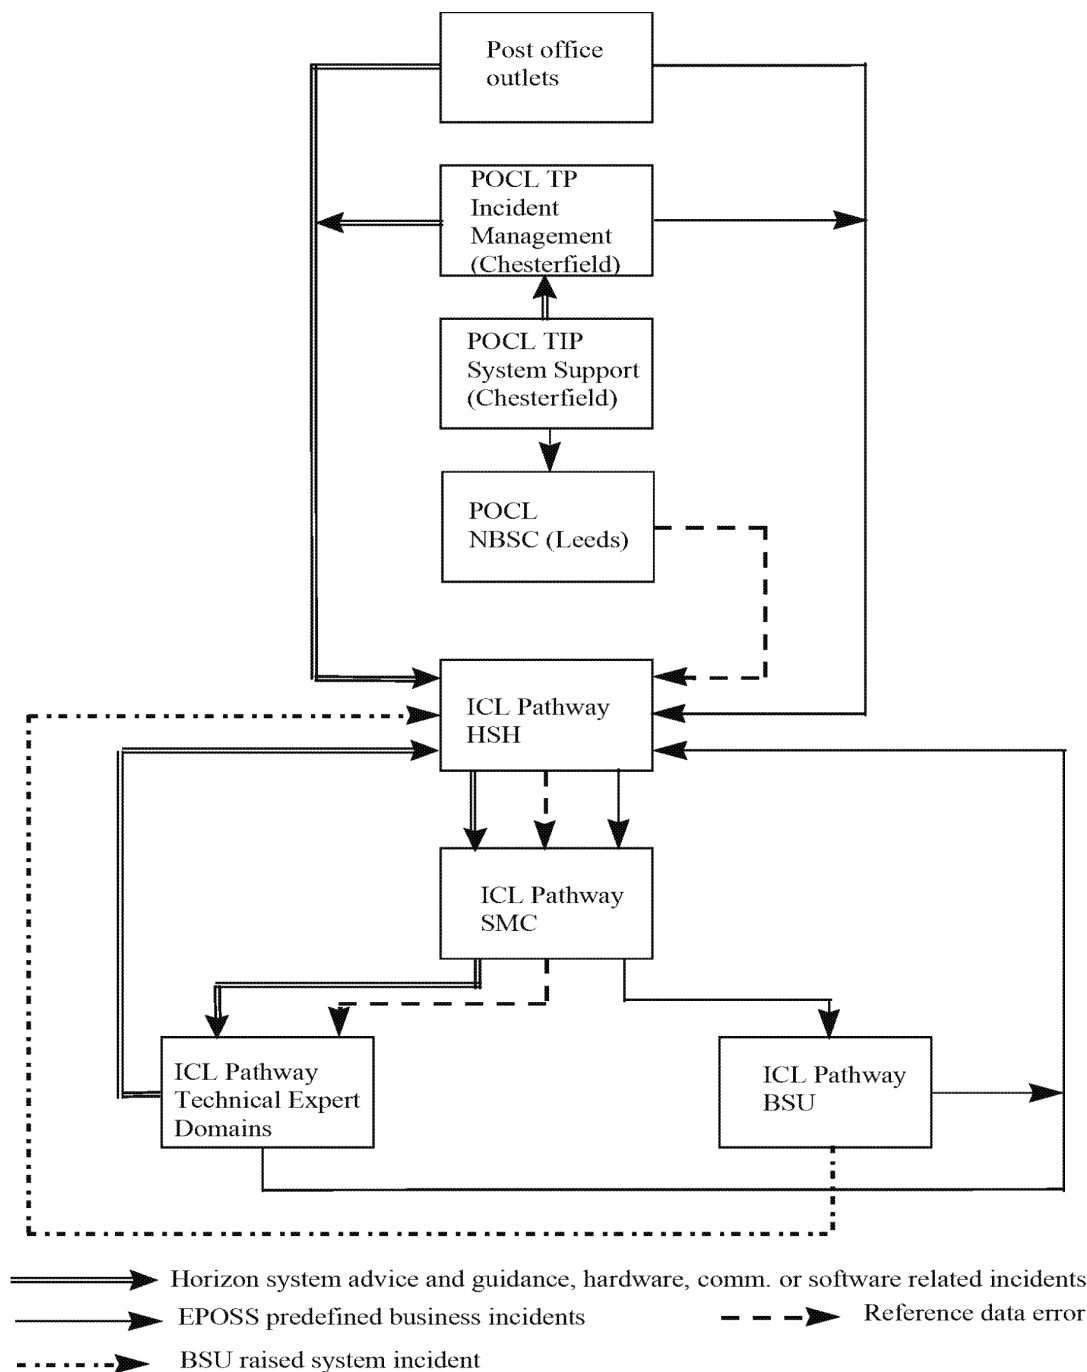 Post office
outlets
POCL TP
Incident
Management
(Chesterfield)
POCL TIP
System Support
(Chesterfield)
POCL
NBSC (Leeds)
ICL Pathway
HSH
ICL Pathway
SMC
ICL Pathway
Technical Expert
Domains
ICL Pathway
BSU
Horizon system advice and guidance, hardware, comm. or software related incidents
EPOSS predefined business incidents
Reference data error
BSU raised system incident